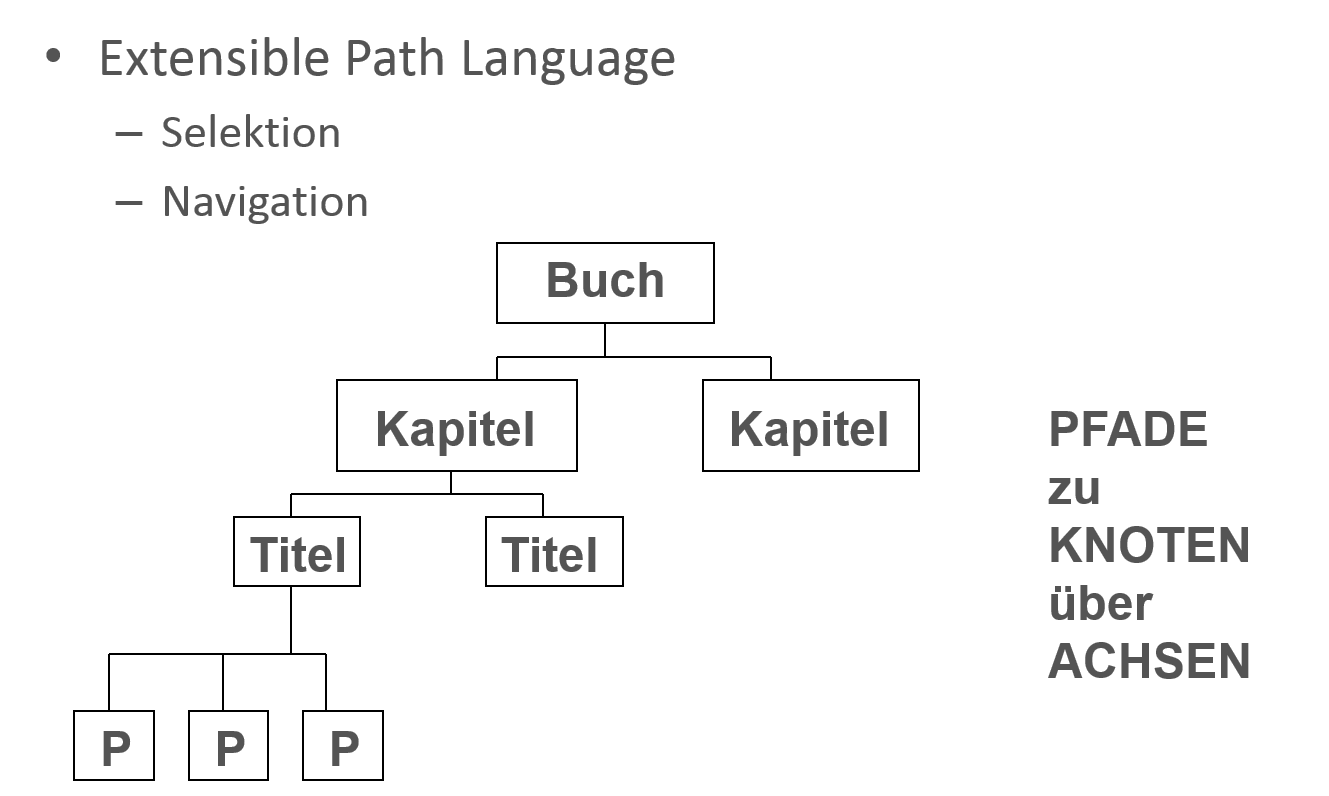 • Extensible Path Language
– Selektion
– Navigation
Buch
Kapitel Kapitel
Titel Titel
P P P
PFADE
zu
KNOTEN
über
ACHSEN